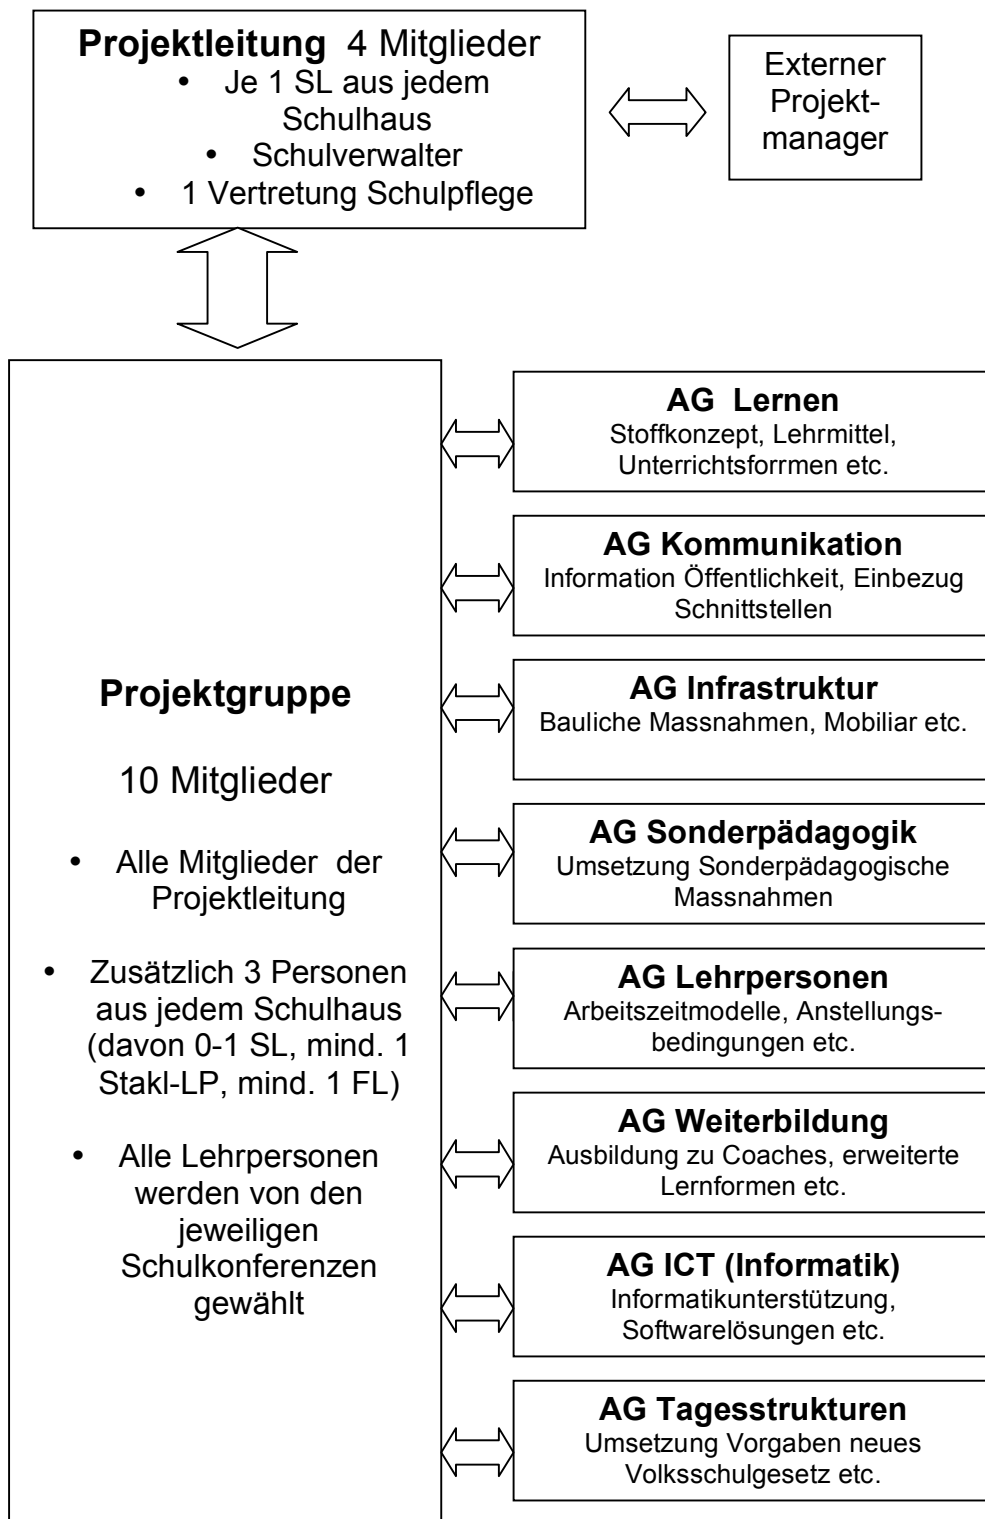 Projektleitung 4 Mitglieder
• Je 1 SL aus jedem
Schulhaus
• Schulverwalter
• 1 Vertretung Schulpflege
Externer
Projekt-
manager
Projektgruppe
10 Mitglieder
• Alle Mitglieder der
Projektleitung
• Zusätzlich 3 Personen
aus jedem Schulhaus
(davon 0-1 SL, mind. 1
Stakl-LP, mind. 1 FL)
• Alle Lehrpersonen
werden von den
jeweiligen
Schulkonferenzen
gewählt
AG Lernen
Stoffkonzept, Lehrmittel,
Unterrichtsforrmen etc.
AG Kommunikation
Information Öffentlichkeit, Einbezug
Schnittstellen
AG Infrastruktur
Bauliche Massnahmen, Mobiliar etc.
AG Sonderpädagogik
Umsetzung Sonderpädagogische
Massnahmen
AG Lehrpersonen
Arbeitszeitmodelle, Anstellungs-
bedingungen etc.
AG Weiterbildung
Ausbildung zu Coaches, erweiterte
Lernformen etc.
AG ICT (Informatik)
Informatikunterstützung,
Softwarelösungen etc.
AG Tagesstrukturen
Umsetzung Vorgaben neues
Volksschulgesetz etc.